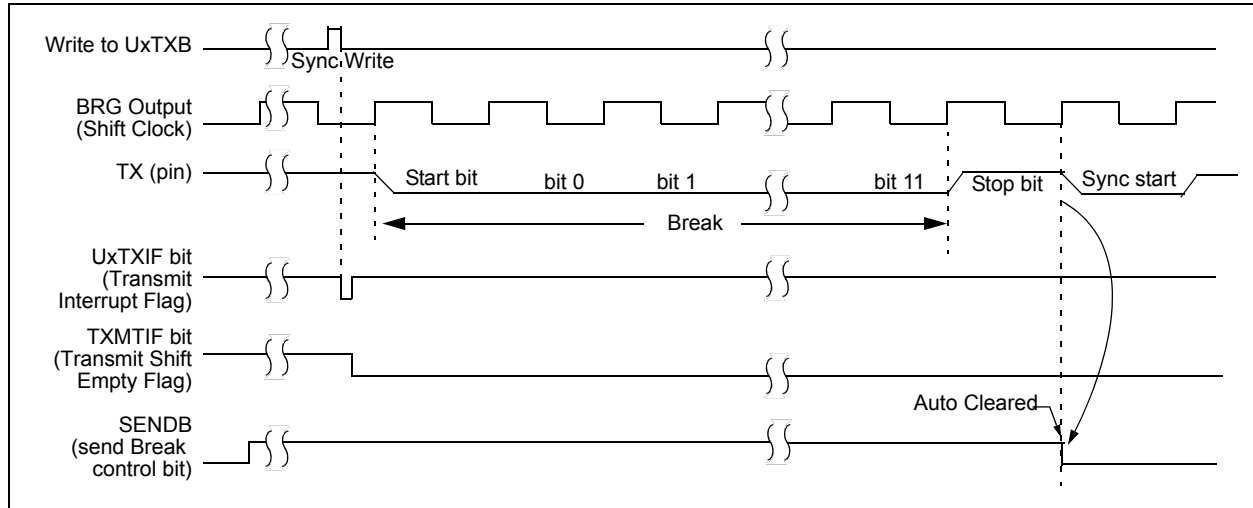 Write to UxTXB
Sync Write
BRG Output
(Shift Clock)
TX (pin)
Start bit
bit 0
bit 1
bit 11
Stop bit
Sync start
Break
UxTXIF bit
(Transmit
Interrupt Flag)
TXMTIF bit
(Transmit Shift
Empty Flag)
Auto Cleared
SENDB
(send Break
control bit)